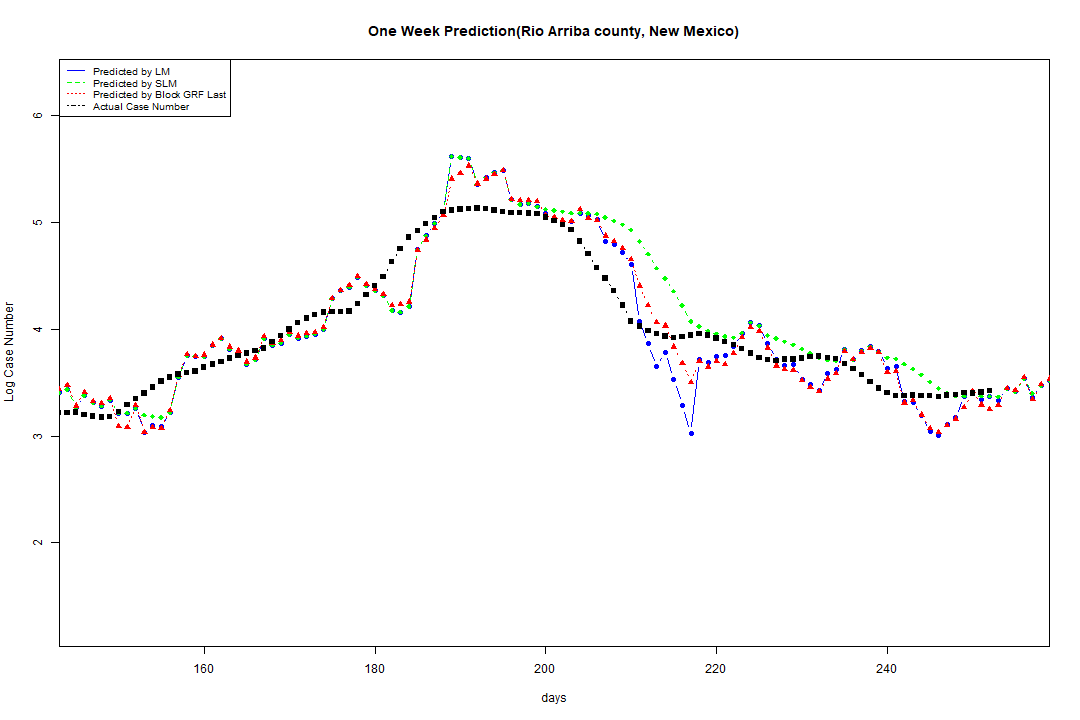 One Week Prediction(Rio Arriba county, New Mexico)
Predicted by LM
Predicted by SLM
Predicted by Block GRF Last
Actual Case Number
Log Case Number
6
5
4
3
2
160 180 200 220 240
days